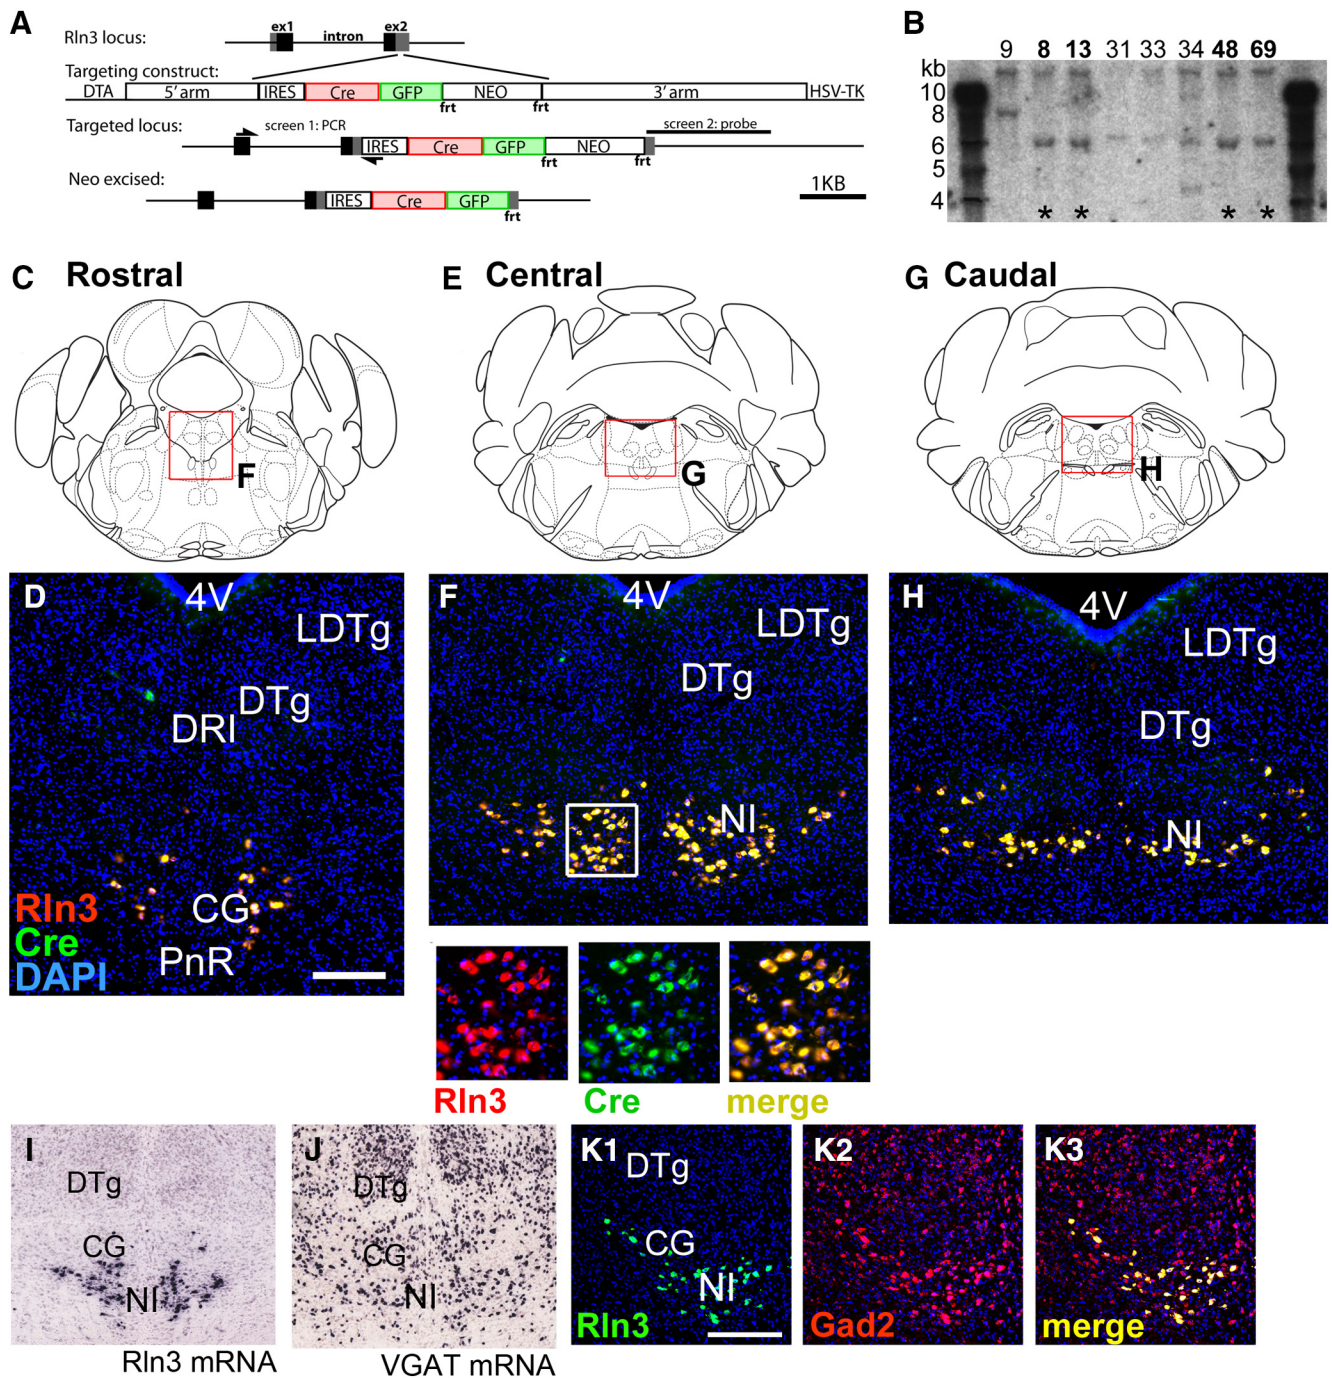 A
ex1
ex2
intron
Rln3 locus:
Targeting construct:
DTA
5' arm
IRES
Cre
GFP
NEO
3' arm
HSV-TK
frt
frt
Targeted locus:
screen 1: PCR
screen 2: probe
IRES
Cre
GFP
NEO
frt
frt
Neo excised:
IRES
Cre
GFP
frt
1KB
B
9 8 13 31 33 34 48 69
kb
10
8
6
5
4
* * * *
C Rostral
F
E Central
G
G Caudal
H
D
4V
LDTg
DTg
DRI
CG
PnR
Rln3
Cre
DAPI
F
4V
LDTg
DTg
NI
H
4V
LDTg
DTg
NI
Rln3
Cre
merge
I
DTg
CG
NI
Rln3 mRNA
J
DTg
CG
NI
VGAT mRNA
K1
DTg
CG
NI
Rln3
K2
Gad2
K3
merge